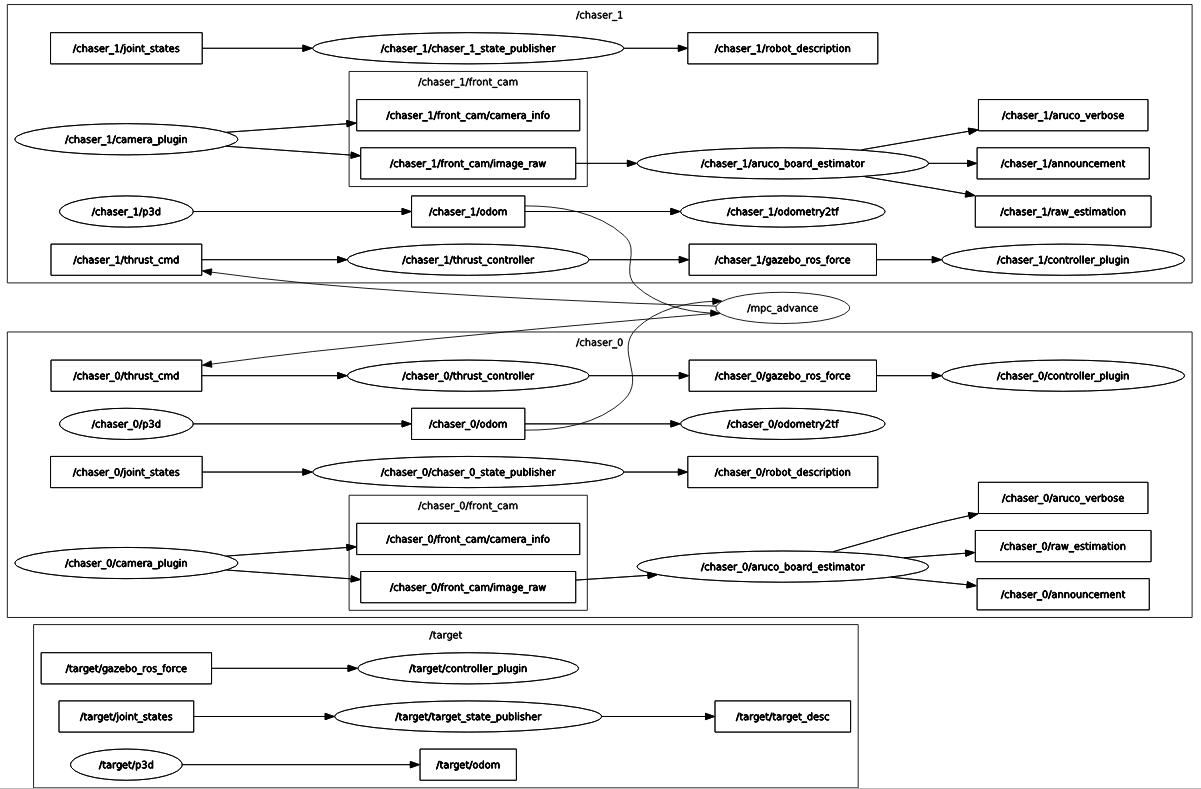 /chaser_1
/chaser_1/joint_states
/chaser_1/chaser_1_state_publisher
/chaser_1/robot_description
/chaser_1/front_cam
/chaser_1/front_cam/camera_info
/chaser_1/aruco_verbose
/chaser_1/camera_plugin
/chaser_1/front_cam/image_raw
/chaser_1/aruco_board_estimator
/chaser_1/announcement
/chaser_1/p3d
/chaser_1/odom
/chaser_1/odometry2tf
/chaser_1/raw_estimation
/chaser_1/thrust_cmd
/chaser_1/thrust_controller
/chaser_1/gazebo_ros_force
/chaser_1/controller_plugin
/mpc_advance
/chaser_0
/chaser_0/thrust_cmd
/chaser_0/thrust_controller
/chaser_0/gazebo_ros_force
/chaser_0/controller_plugin
/chaser_0/p3d
/chaser_0/odom
/chaser_0/odometry2tf
/chaser_0/joint_states
/chaser_0/chaser_0_state_publisher
/chaser_0/robot_description
/chaser_0/front_cam
/chaser_0/aruco_verbose
/chaser_0/front_cam/camera_info
/chaser_0/raw_estimation
/chaser_0/camera_plugin
/chaser_0/front_cam/image_raw
/chaser_0/aruco_board_estimator
/chaser_0/announcement
/target
/target/gazebo_ros_force
/target/controller_plugin
/target/joint_states
/target/target_state_publisher
/target/target_desc
/target/p3d
/target/odom